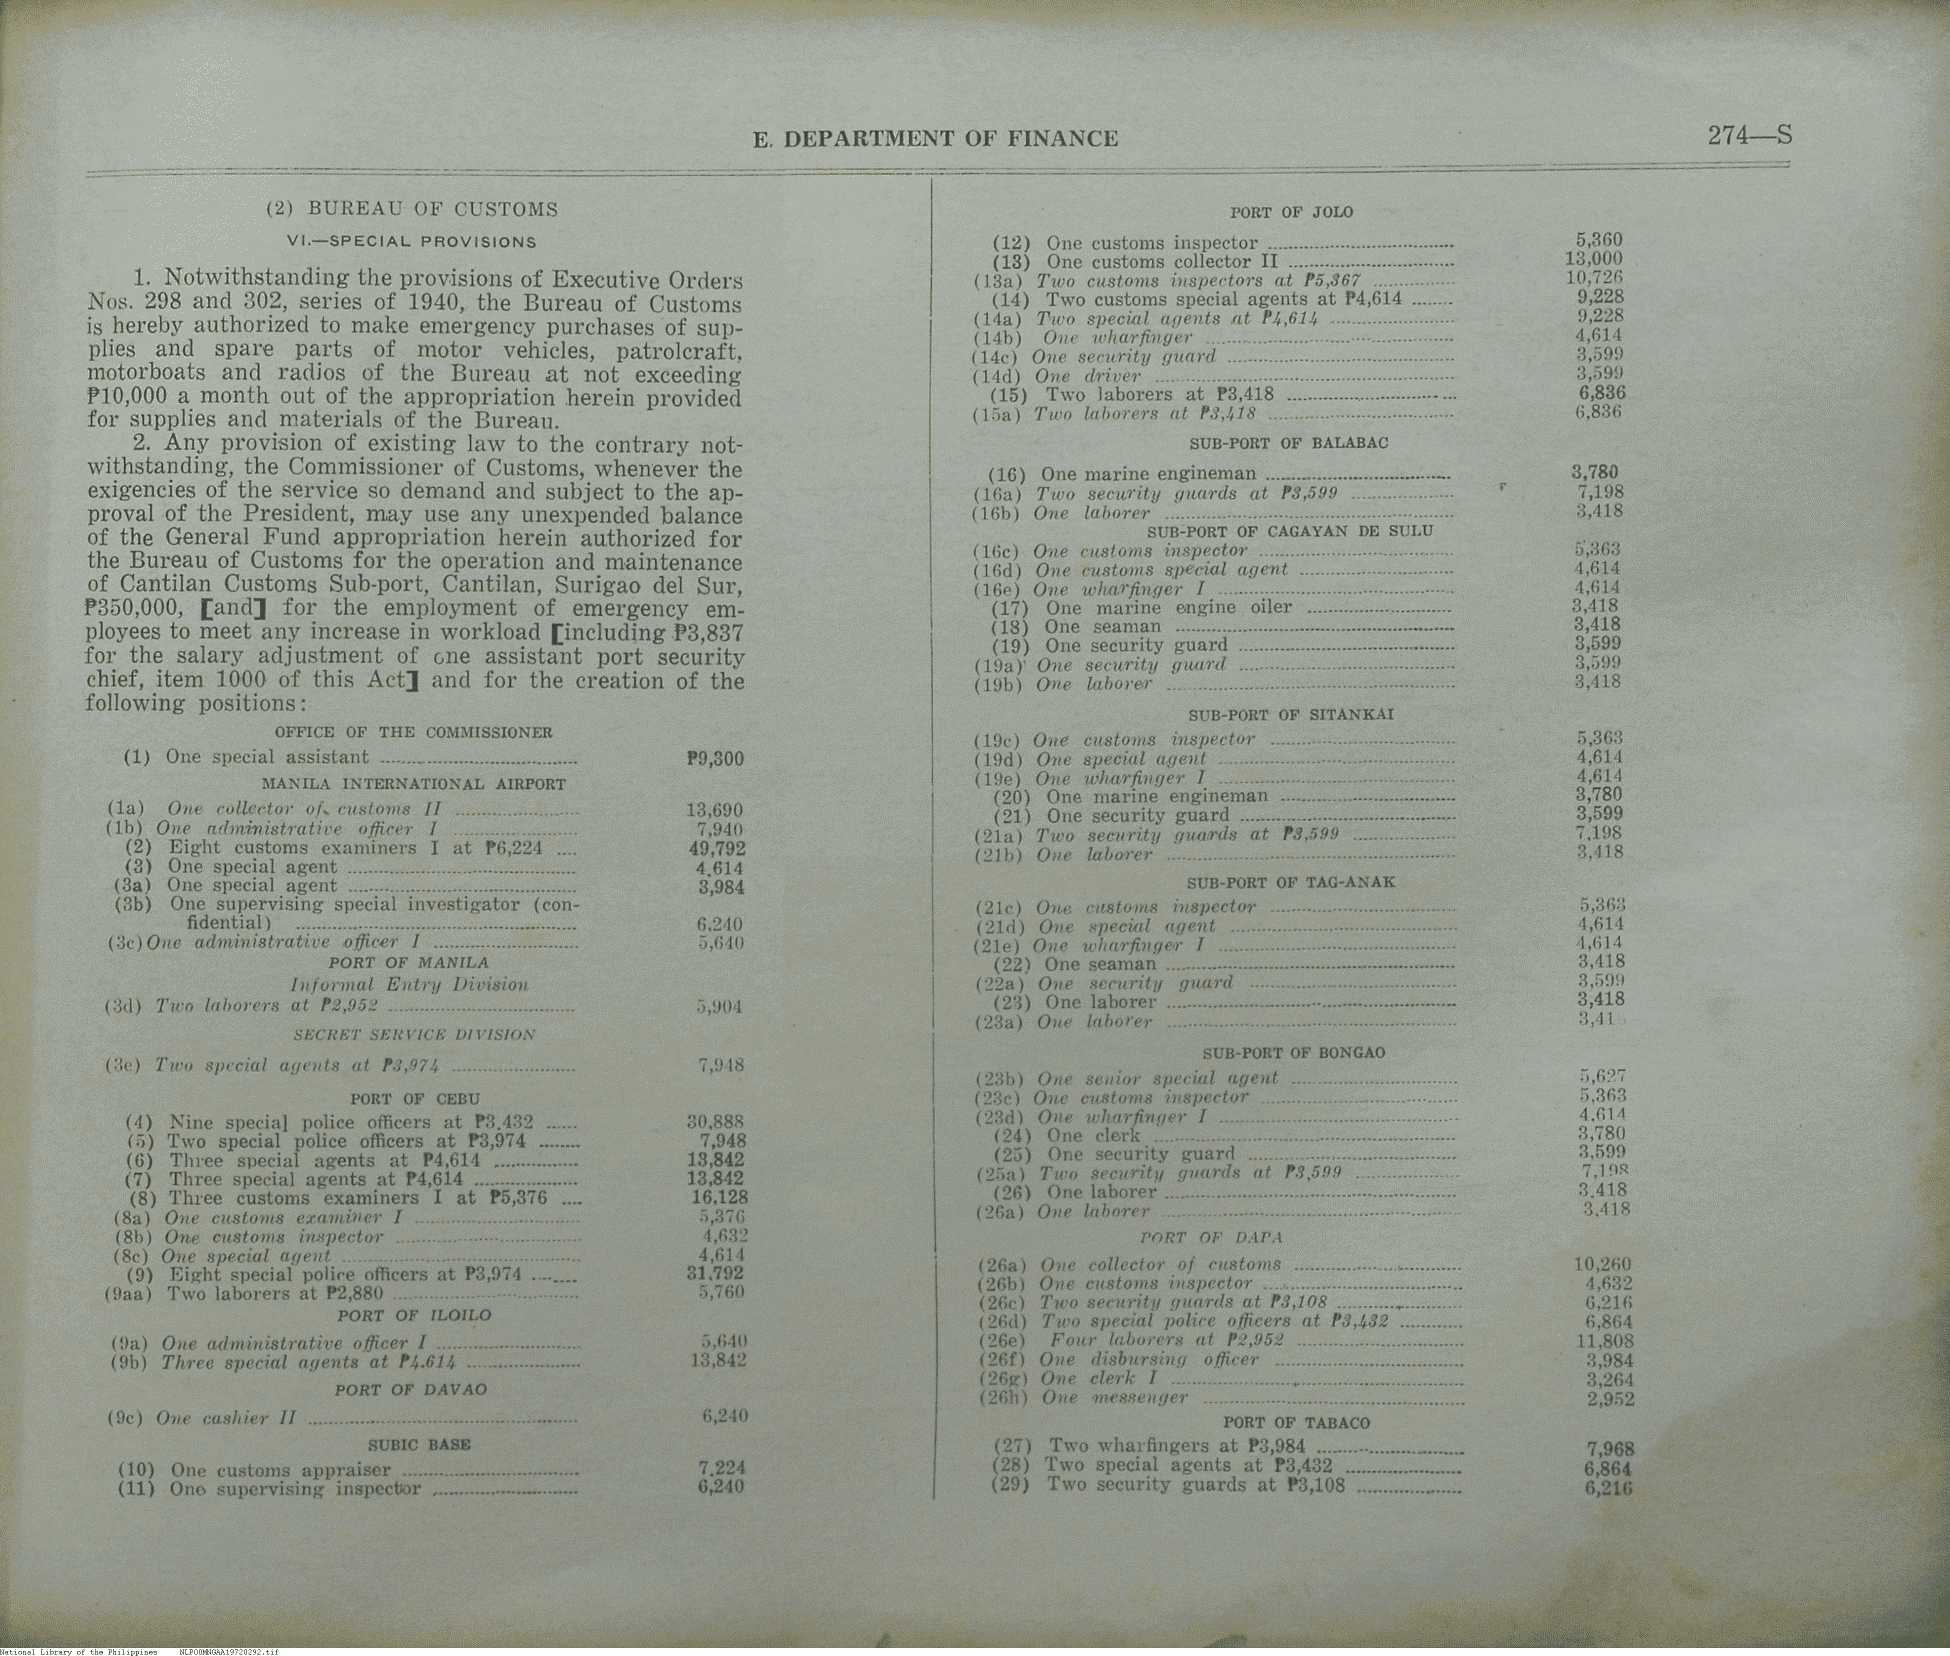 E. DEPARTMENT OF FINANCE
274—S
(2) BUREAU OF CUSTOMS
VI.—SPECIAL PROVISIONS
1. Notwithstanding the provisions of Executive Orders
Nos. 298 and 302, series of 1940, the Bureau of Customs
is hereby authorized to make emergency purchases of sup-
plies and spare parts of motor vehicles, patrolcraft,
motorboats and radios of the Bureau at not exceeding
₱10,000 a month out of the appropriation herein provided
for supplies and materials of the Bureau.
2. Any provision of existing law to the contrary not-
withstanding, the Commissioner of Customs, whenever the
exigencies of the service so demand and subject to the ap-
proval of the President, may use any unexpended balance
of the General Fund appropriation herein authorized for
the Bureau of Customs for the operation and maintenance
of Cantilan Customs Sub-port, Cantilan, Surigao del Sur,
₱350,000, [and] for the employment of emergency em-
ployees to meet any increase in workload [including ₱3,837
for the salary adjustment of one assistant port security
chief, item 1000 of this Act] and for the creation of the
following positions:
OFFICE OF THE COMMISSIONER
(1) One special assistant ₱9,300
MANILA INTERNATIONAL AIRPORT
(1a) One collector of customs II 13,690
(1b) One administrative officer I 7,940
(2) Eight customs examiners I at ₱6,224 49,792
(3) One special agent 4,614
(3a) One special agent 3,984
(3b) One supervising special investigator (con-
fidential) 6,240
(3c) One administrative officer I 5,640
PORT OF MANILA
Informal Entry Division
(3d) Two laborers at ₱2,952 5,904
SECRET SERVICE DIVISION
(3e) Two special agents at ₱3,974 7,948
PORT OF CEBU
(4) Nine special police officers at ₱3,432 30,888
(5) Two special police officers at ₱3,974 7,948
(6) Three special agents at ₱4,614 13,842
(7) Three special agents at ₱4,614 13,842
(8) Three customs examiners I at ₱5,376 16,128
(8a) One customs examiner I 5,376
(8b) One customs inspector 4,632
(8c) One special agent 4,614
(9) Eight special police officers at ₱3,974 31,792
(9aa) Two laborers at ₱2,880 5,760
PORT OF ILOILO
(9a) One administrative officer I 5,640
(9b) Three special agents at ₱4,614 13,842
PORT OF DAVAO
(9c) One cashier II 6,240
SUBIC BASE
(10) One customs appraiser 7,224
(11) One supervising inspector 6,240
PORT OF JOLO
(12) One customs inspector 5,360
(13) One customs collector II 13,000
(13a) Two customs inspectors at ₱5,367 10,726
(14) Two customs special agents at ₱4,614 9,228
(14a) Two special agents at ₱4,614 9,228
(14b) One wharfinger 4,614
(14c) One security guard 3,599
(14d) One driver 3,599
(15) Two laborers at ₱3,418 6,836
(15a) Two laborers at ₱3,418 6,836
SUB-PORT OF BALABAC
(16) One marine engineman 3,780
(16a) Two security guards at ₱3,599 7,198
(16b) One laborer 3,418
SUB-PORT OF CAGAYAN DE SULU
(16c) One customs inspector 5,363
(16d) One customs special agent 4,614
(16e) One wharfinger I 4,614
(17) One marine engine oiler 3,418
(18) One seaman 3,418
(19) One security guard 3,599
(19a) One security guard 3,599
(19b) One laborer 3,418
SUB-PORT OF SITANKAI
(19c) One customs inspector 5,363
(19d) One special agent 4,614
(19e) One wharfinger I 4,614
(20) One marine engineman 3,780
(21) One security guard 3,599
(21a) Two security guards at ₱3,599 7,198
(21b) One laborer 3,418
SUB-PORT OF TAG-ANAK
(21c) One customs inspector 5,363
(21d) One special agent 4,614
(21e) One wharfinger I 4,614
(22) One seaman 3,418
(22a) One security guard 3,599
(23) One laborer 3,418
(23a) One laborer
SUB-PORT OF BONGAO
(23b) One senior special agent 5,627
(23c) One customs inspector 5,363
(23d) One wharfinger I 4,614
(24) One clerk 3,780
(25) One security guard 3,599
(25a) Two security guards at ₱3,599 7,198
(26) One laborer 3,418
(26a) One laborer 3,418
PORT OF DAPA
(26a) One collector of customs 10,260
(26b) One customs inspector 4,632
(26c) Two security guards at ₱3,108 6,216
(26d) Two special police officers at ₱3,432 6,864
(26e) Four laborers at ₱2,952 11,808
(26f) One disbursing officer 3,984
(26g) One clerk I 3,264
(26h) One messenger 2,952
PORT OF TABACO
(27) Two wharfingers at ₱3,984 7,968
(28) Two special agents at ₱3,432 6,864
(29) Two security guards at ₱3,108 6,216
National Library of the Philippines NLPO0MNGAA19720292.tif